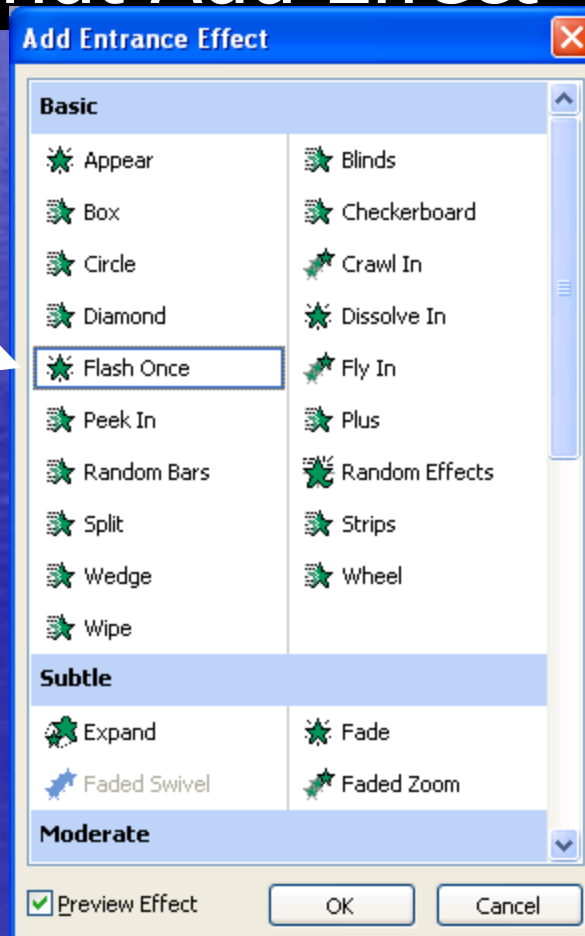 Add Effect
Add Entrance Effect
Basic
Appear
Blinds
Box
Checkerboard
Circle
Crawl In
Diamond
Dissolve In
Flash Once
Fly In
Peek In
Plus
Random Bars
Random Effects
Split
Strips
Wedge
Wheel
Wipe
Subtle
Expand
Fade
Faded Swivel
Faded Zoom
Moderate
Preview Effect
OK
Cancel